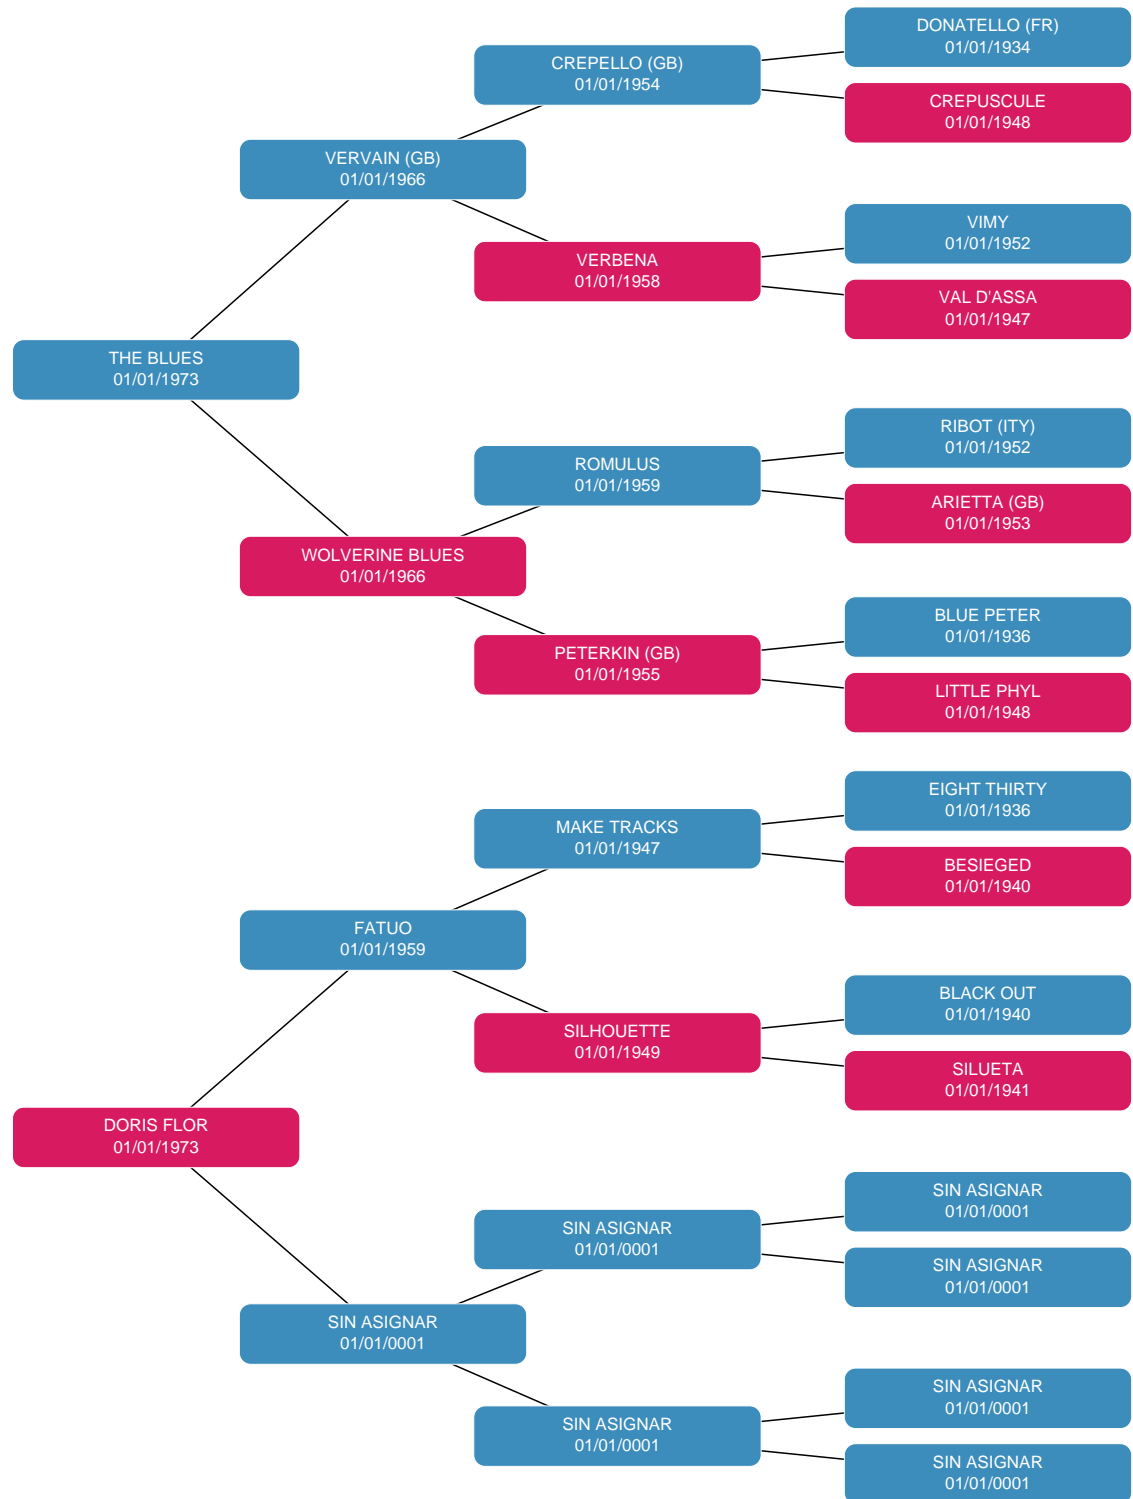 DONATELLO (FR)
01/01/1934
CREPELLO (GB)
01/01/1954
CREPUSCULE
01/01/1948
VERVAIN (GB)
01/01/1966
VIMY
01/01/1952
VERBENA
01/01/1958
VAL D'ASSA
01/01/1947
THE BLUES
01/01/1973
RIBOT (ITY)
01/01/1952
ROMULUS
01/01/1959
ARIETTA (GB)
01/01/1953
WOLVERINE BLUES
01/01/1966
BLUE PETER
01/01/1936
PETERKIN (GB)
01/01/1955
LITTLE PHYL
01/01/1948
EIGHT THIRTY
01/01/1936
MAKE TRACKS
01/01/1947
BESIEGED
01/01/1940
FATUO
01/01/1959
BLACK OUT
01/01/1940
SILHOUETTE
01/01/1949
SILUETA
01/01/1941
DORIS FLOR
01/01/1973
SIN ASIGNAR
01/01/0001
SIN ASIGNAR
01/01/0001
SIN ASIGNAR
01/01/0001
SIN ASIGNAR
01/01/0001
SIN ASIGNAR
01/01/0001
SIN ASIGNAR
01/01/0001
SIN ASIGNAR
01/01/0001